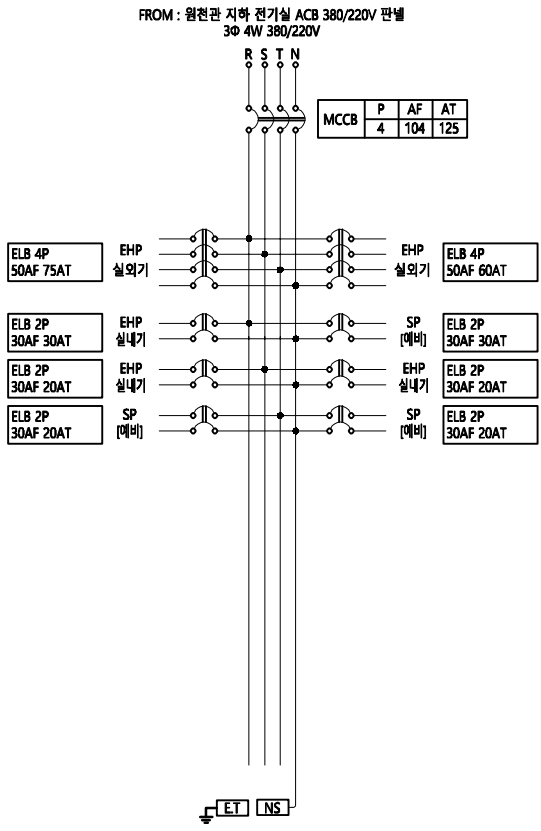 FROM : 원천관 지하 전기실 ACB 380/220V 판넬
3Φ 4W 380/220V
R S T N
MCCB
P AF AT
4 104 125
ELB 4P
50AF 75AT
EHP
실외기
EHP
실외기
ELB 4P
50AF 60AT
ELB 2P
30AF 30AT
EHP
실내기
SP
[예비]
ELB 2P
30AF 30AT
ELB 2P
30AF 20AT
EHP
실내기
EHP
실내기
ELB 2P
30AF 20AT
ELB 2P
30AF 20AT
SP
[예비]
SP
[예비]
ELB 2P
30AF 20AT
E.T NS